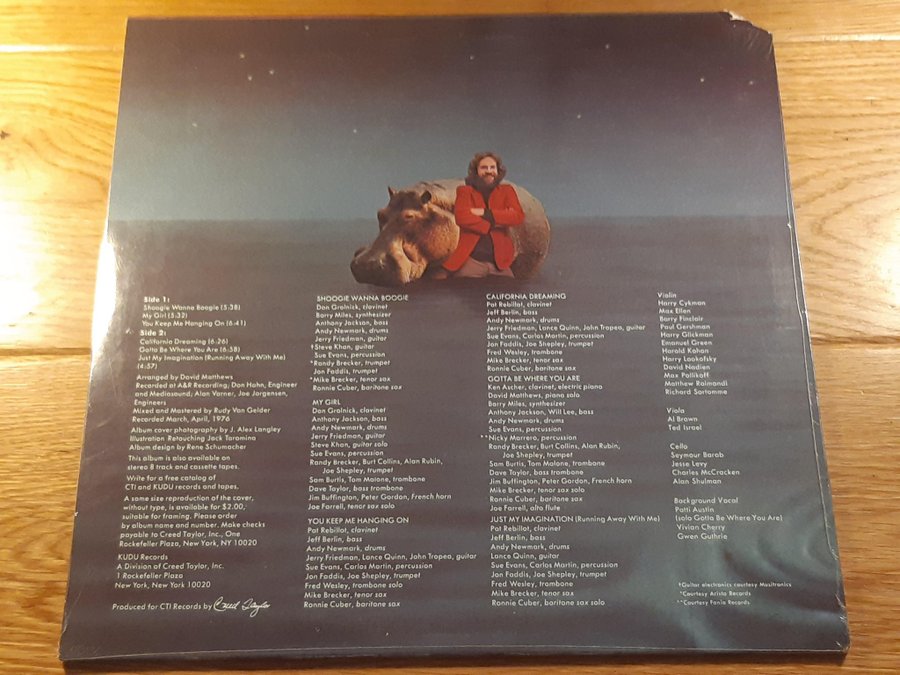 Side 1:
Shoogie Wanna Boogie (5:38)
My Girl (5:32)
You Keep Me Hanging On (6:41)
Side 2:
California Dreaming (6:26)
Gotta Be Where You Are (6:58)
Just My Imagination (Running Away With Me)
(4:57)
Arranged by David Matthews
Recorded at A&R Recording; Don Hahn, Engineer
and Mediasound; Alan Varner, Joe Jorgensen,
Engineers
Mixed and Mastered by Rudy Van Gelder
Recorded March, April, 1976
Album cover photography by J. Alex Langley
Illustration Retouching Jack Taromina
Album design by Rene Schumacher
This album is also available on
stereo 8 track and cassette tapes.
Write for a free catalog of
CTI and KUDU records and tapes.
A same size reproduction of the cover,
without type, is available for $2.00,
suitable for framing. Please order
by album name and number. Make checks
payable to Creed Taylor, Inc., One
Rockefeller Plaza, New York, NY 10020
KUDU Records
A Division of Creed Taylor, Inc.
1 Rockefeller Plaza
New York, New York 10020
Produced for CTI Records by Creed Taylor
SHOOGIE WANNA BOOGIE
Don Grolnick, clavinet
Barry Miles, synthesizer
Anthony Jackson, bass
Andy Newmark, drums
Jerry Friedman, guitar
†Steve Khan, guitar
Sue Evans, percussion
*Randy Brecker, trumpet
Jon Faddis, trumpet
*Mike Brecker, tenor sax
Ronnie Cuber, baritone sax
MY GIRL
Don Grolnick, clavinet
Anthony Jackson, bass
Andy Newmark, drums
Jerry Friedman, guitar
Steve Khan, guitar solo
Sue Evans, percussion
Randy Brecker, Burt Collins, Alan Rubin,
Joe Shepley, trumpet
Sam Burtis, Tom Malone, trombone
Dave Taylor, bass trombone
Jim Buffington, Peter Gordon, French horn
Joe Farrell, tenor sax solo
YOU KEEP ME HANGING ON
Pat Rebillot, clavinet
Jeff Berlin, bass
Andy Newmark, drums
Jerry Friedman, Lance Quinn, John Tropea, guitar
Sue Evans, Carlos Martin, percussion
Jon Faddis, Joe Shepley, trumpet
Fred Wesley, trombone solo
Mike Brecker, tenor sax
Ronnie Cuber, baritone sax
CALIFORNIA DREAMING
Pat Rebillot, clavinet
Jeff Berlin, bass
Andy Newmark, drums
Jerry Friedman, Lance Quinn, John Tropea, guitar
Sue Evans, Carlos Martin, percussion
Jon Faddis, Joe Shepley, trumpet
Fred Wesley, trombone
Mike Brecker, tenor sax
Ronnie Cuber, baritone sax
GOTTA BE WHERE YOU ARE
Ken Ascher, clavinet, electric piano
David Matthews, piano solo
Barry Miles, synthesizer
Anthony Jackson, Will Lee, bass
Andy Newmark, drums
Sue Evans, percussion
**Nicky Marrero, percussion
Randy Brecker, Burt Collins, Alan Rubin,
Joe Shepley, trumpet
Sam Burtis, Tom Malone, trombone
Dave Taylor, bass trombone
Jim Buffington, Peter Gordon, French horn
Mike Brecker, tenor sax solo
Ronnie Cuber, baritone sax
Joe Farrell, alto flute
JUST MY IMAGINATION (Running Away With Me)
Pat Rebillot, clavinet
Jeff Berlin, bass
Andy Newmark, drums
Lance Quinn, guitar
Sue Evans, Carlos Martin, percussion
Jon Faddis, Joe Shepley, trumpet
Fred Wesley, trombone
Mike Brecker, tenor sax
Ronnie Cuber, baritone sax solo
Violin
Harry Cykman
Max Ellen
Barry Finclair
Paul Gershman
Harry Glickman
Emanuel Green
Harold Kohan
Harry Lookofsky
David Nadien
Max Pollikoff
Matthew Raimondi
Richard Sortomme
Viola
Al Brown
Ted Israel
Cello
Seymour Barab
Jesse Levy
Charles McCracken
Alan Shulman
Background Vocal
Patti Austin
(solo Gotta Be Where You Are)
Vivian Cherry
Gwen Guthrie
†Guitar electronics courtesy Musitronics
*Courtesy Arista Records
**Courtesy Fania Records